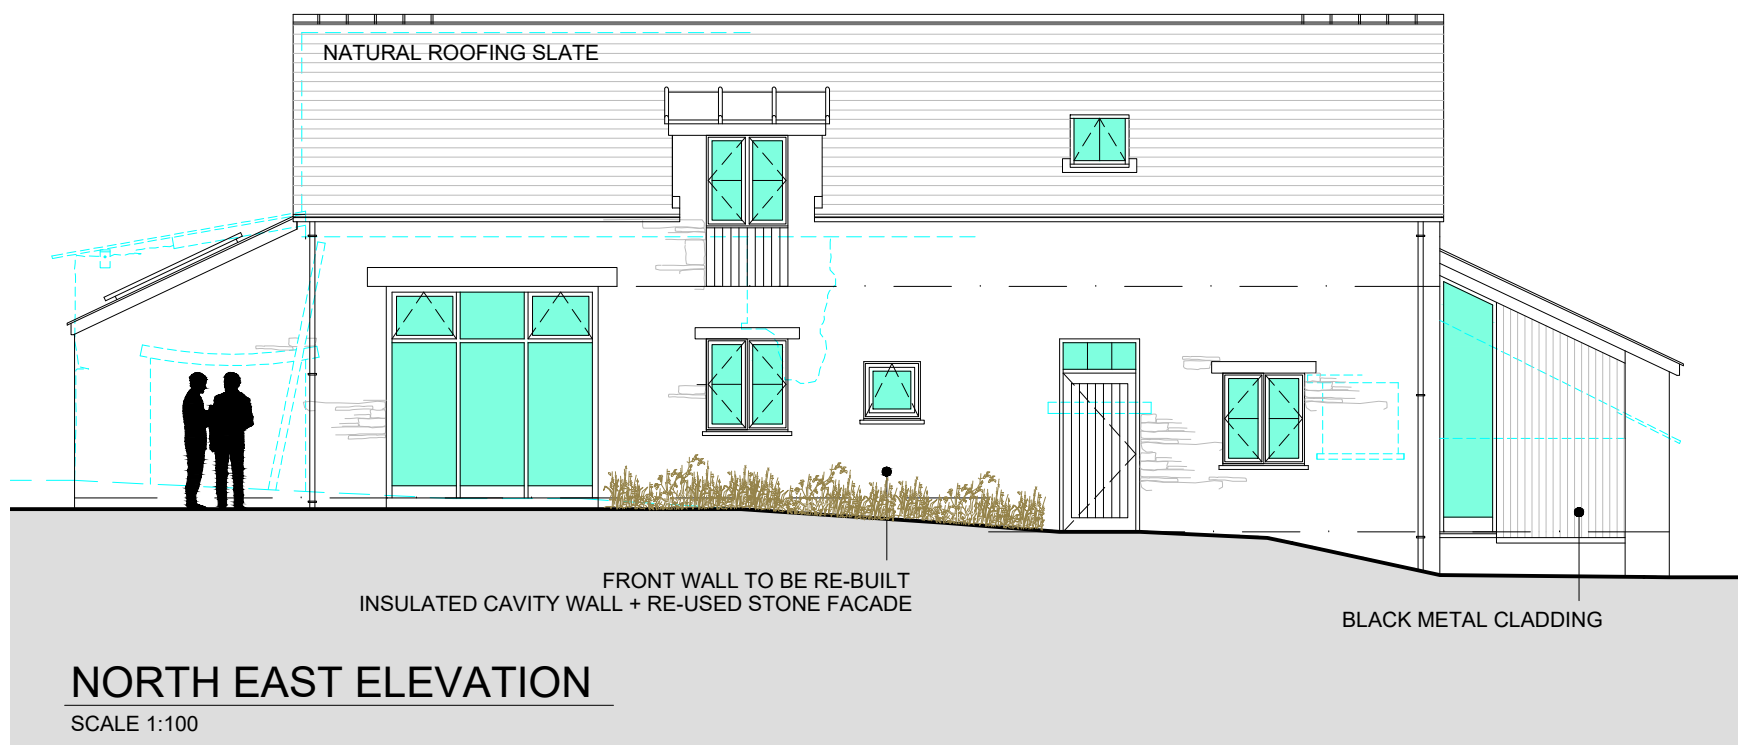 NATURAL ROOFING SLATE
FRONT WALL TO BE RE-BUILT
INSULATED CAVITY WALL + RE-USED STONE FACADE
BLACK METAL CLADDING
NORTH EAST ELEVATION
SCALE 1:100